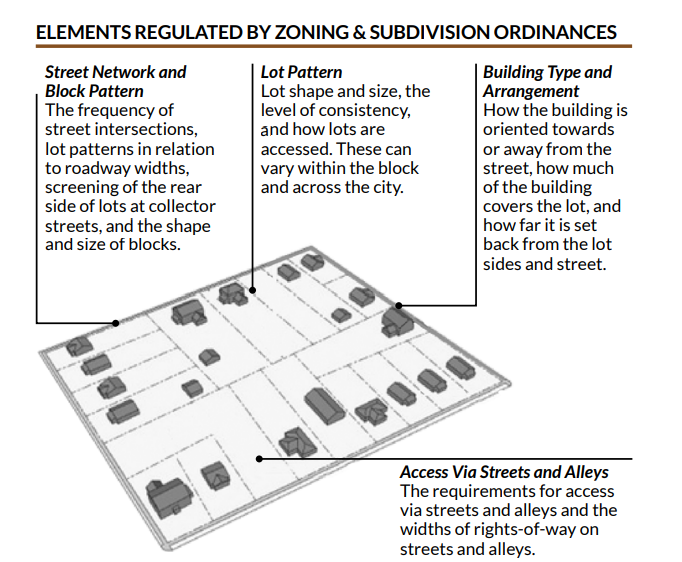 ELEMENTS REGULATED BY ZONING & SUBDIVISION ORDINANCES
Street Network and
Block Pattern
The frequency of
street intersections,
lot patterns in relation
to roadway widths,
screening of the rear
side of lots at collector
streets, and the shape
and size of blocks.
Lot Pattern
Lot shape and size, the
level of consistency,
and how lots are
accessed. These can
vary within the block
and across the city.
Building Type and
Arrangement
How the building is
oriented towards
or away from the
street, how much
of the building
covers the lot, and
how far it is set
back from the lot
sides and street.
Access Via Streets and Alleys
The requirements for access
via streets and alleys and the
widths of rights-of-way on
streets and alleys.